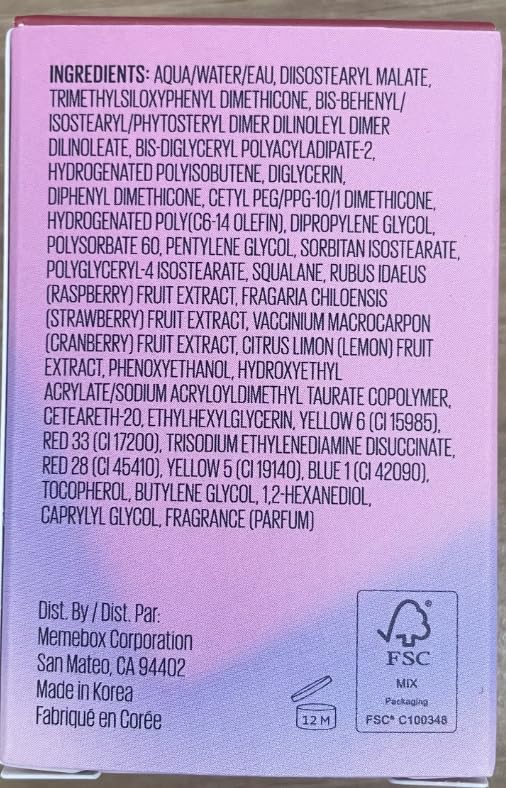 INGREDIENTS: AQUA/WATER/EAU, DIISOSTEARYL MALATE,
TRIMETHYLSILOXYPHENYL DIMETHICONE, BIS-BEHENYL/
ISOSTEARYL/PHYTOSTERYL DIMER DILINOLEYL DIMER
DILINOLEATE, BIS-DIGLYCERYL POLYACYLADIPATE-2,
HYDROGENATED POLYISOBUTENE, DIGLYCERIN,
DIPHENYL DIMETHICONE, CETYL PEG/PPG-10/1 DIMETHICONE,
HYDROGENATED POLY(C6-14 OLEFIN), DIPROPYLENE GLYCOL,
POLYSORBATE 60, PENTYLENE GLYCOL, SORBITAN ISOSTEARATE,
POLYGLYCERYL-4 ISOSTEARATE, SQUALANE, RUBUS IDAEUS
(RASPBERRY) FRUIT EXTRACT, FRAGARIA CHILOENSIS
(STRAWBERRY) FRUIT EXTRACT, VACCINIUM MACROCARPON
(CRANBERRY) FRUIT EXTRACT, CITRUS LIMON (LEMON) FRUIT
EXTRACT, PHENOXYETHANOL, HYDROXYETHYL
ACRYLATE/SODIUM ACRYLOYLDIMETHYL TAURATE COPOLYMER,
CETEARETH-20, ETHYLHEXYLGLYCERIN, YELLOW 6 (CI 15985),
RED 33 (CI 17200), TRISODIUM ETHYLENEDIAMINE DISUCCINATE,
RED 28 (CI 45410), YELLOW 5 (CI 19140), BLUE 1 (CI 42090),
TOCOPHEROL, BUTYLENE GLYCOL, 1,2-HEXANEDIOL,
CAPRYLYL GLYCOL, FRAGRANCE (PARFUM)
Dist. By / Dist. Par:
Memebox Corporation
San Mateo, CA 94402
Made in Korea
Fabriqué en Corée
12 M
®
FSC
MIX
Packaging
FSC® C100348